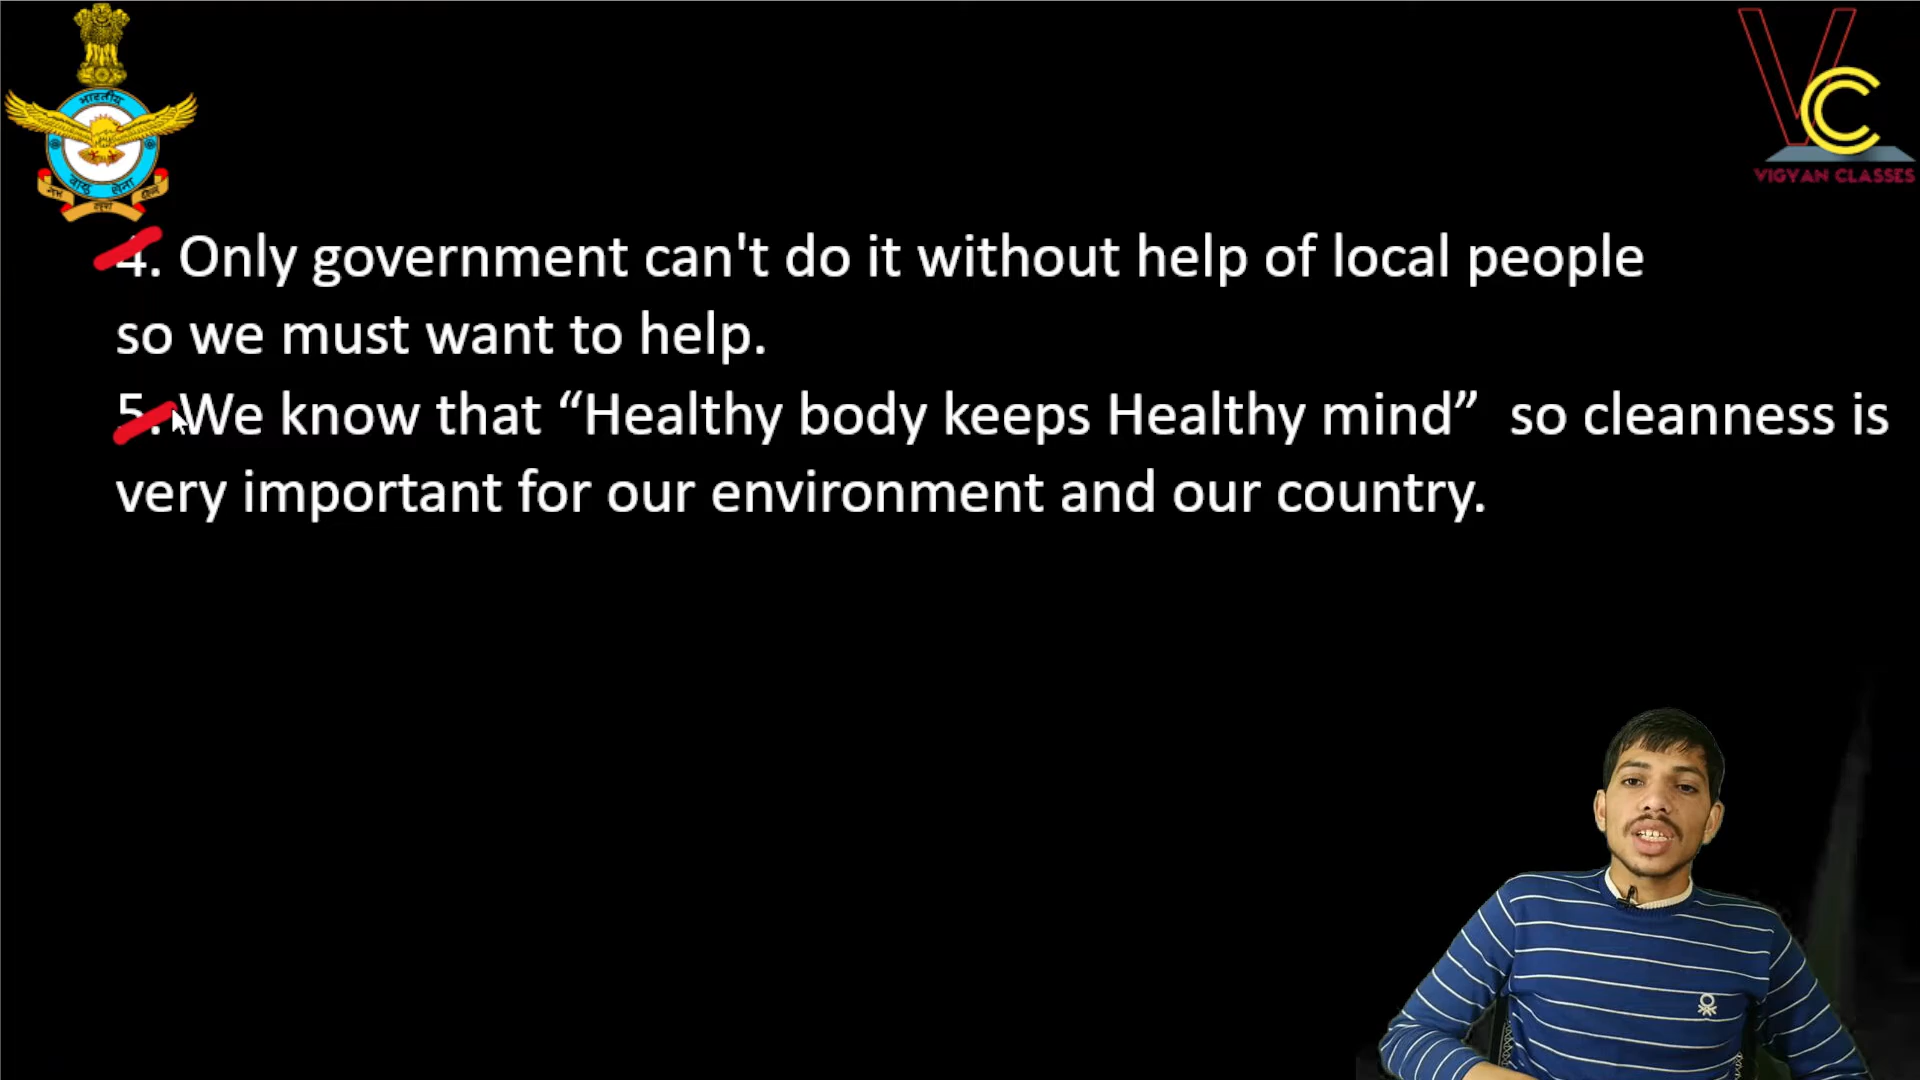 भारतीय
वायु सेना
VC
VIGYAN CLASSES
4. Only government can't do it without help of local people
so we must want to help.
5. We know that “Healthy body keeps Healthy mind” so cleanness is
very important for our environment and our country.